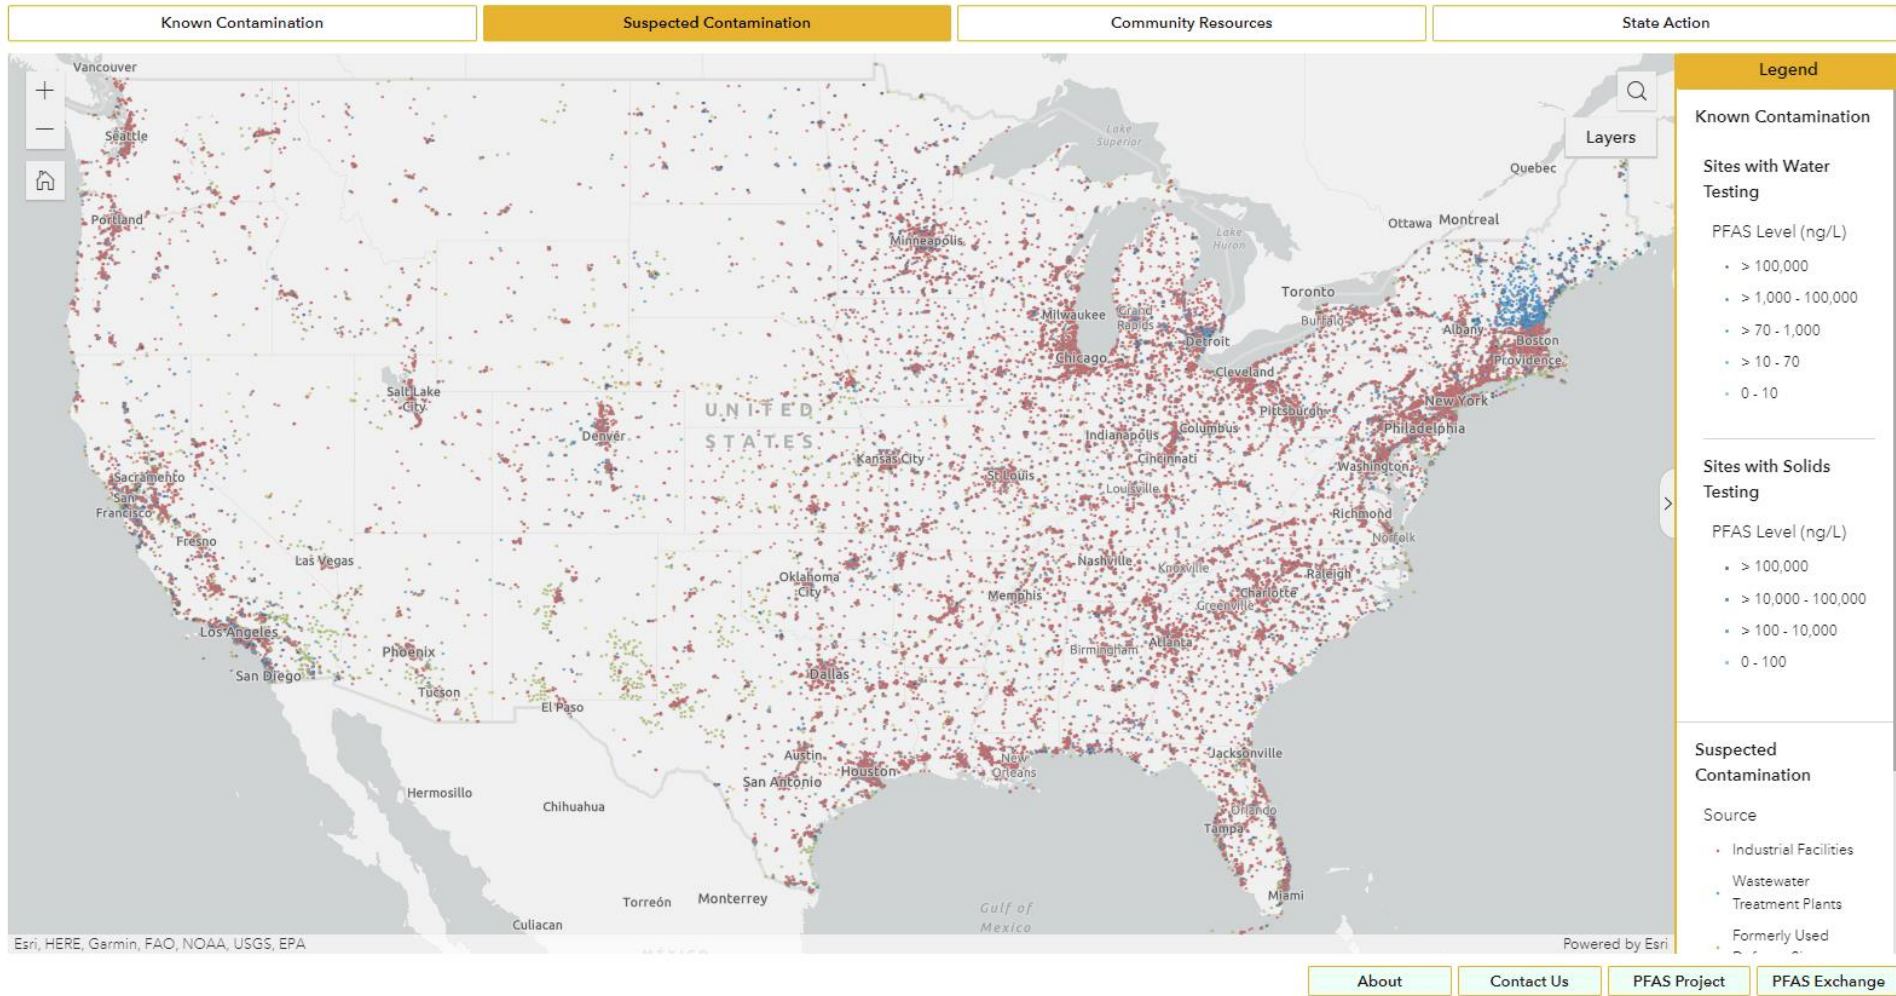 Known Contamination
Suspected Contamination
Community Resources
State Action
Vancouver
Seattle
Portland
Minneapolis
Lake
Superior
Lake
Huron
Quebec
Ottawa
Montreal
Toronto
Buffalo
Albany
Boston
Providence
Milwaukee
Grand
Rapids
Detroit
Chicago
Cleveland
New York
Pittsburgh
Philadelphia
Salt Lake
City
Denver
UNITED
STATES
Indianapolis
Columbus
Cincinnati
Kansas City
St Louis
Louisville
Washington
Richmond
Norfolk
Sacramento
San
Francisco
Fresno
Las Vegas
Oklahoma
City
Nashville
Knoxville
Raleigh
Memphis
Charlotte
Greenville
Los Angeles
San Diego
Phoenix
Tucson
El Paso
Dallas
Birmingham
Atlanta
Austin
San Antonio
Houston
New
Orleans
Jacksonville
Orlando
Tampa
Miami
Hermosillo
Chihuahua
Torreón
Monterrey
Culiacan
Gulf of
Mexico
MÉXICO
Esri, HERE, Garmin, FAO, NOAA, USGS, EPA
Powered by Esri
Layers
Legend
Known Contamination
Sites with Water
Testing
PFAS Level (ng/L)
> 100,000
> 1,000 - 100,000
> 70 - 1,000
> 10 - 70
0 - 10
Sites with Solids
Testing
PFAS Level (ng/L)
> 100,000
> 10,000 - 100,000
> 100 - 10,000
0 - 100
Suspected
Contamination
Source
Industrial Facilities
Wastewater
Treatment Plants
Formerly Used
About
Contact Us
PFAS Project
PFAS Exchange